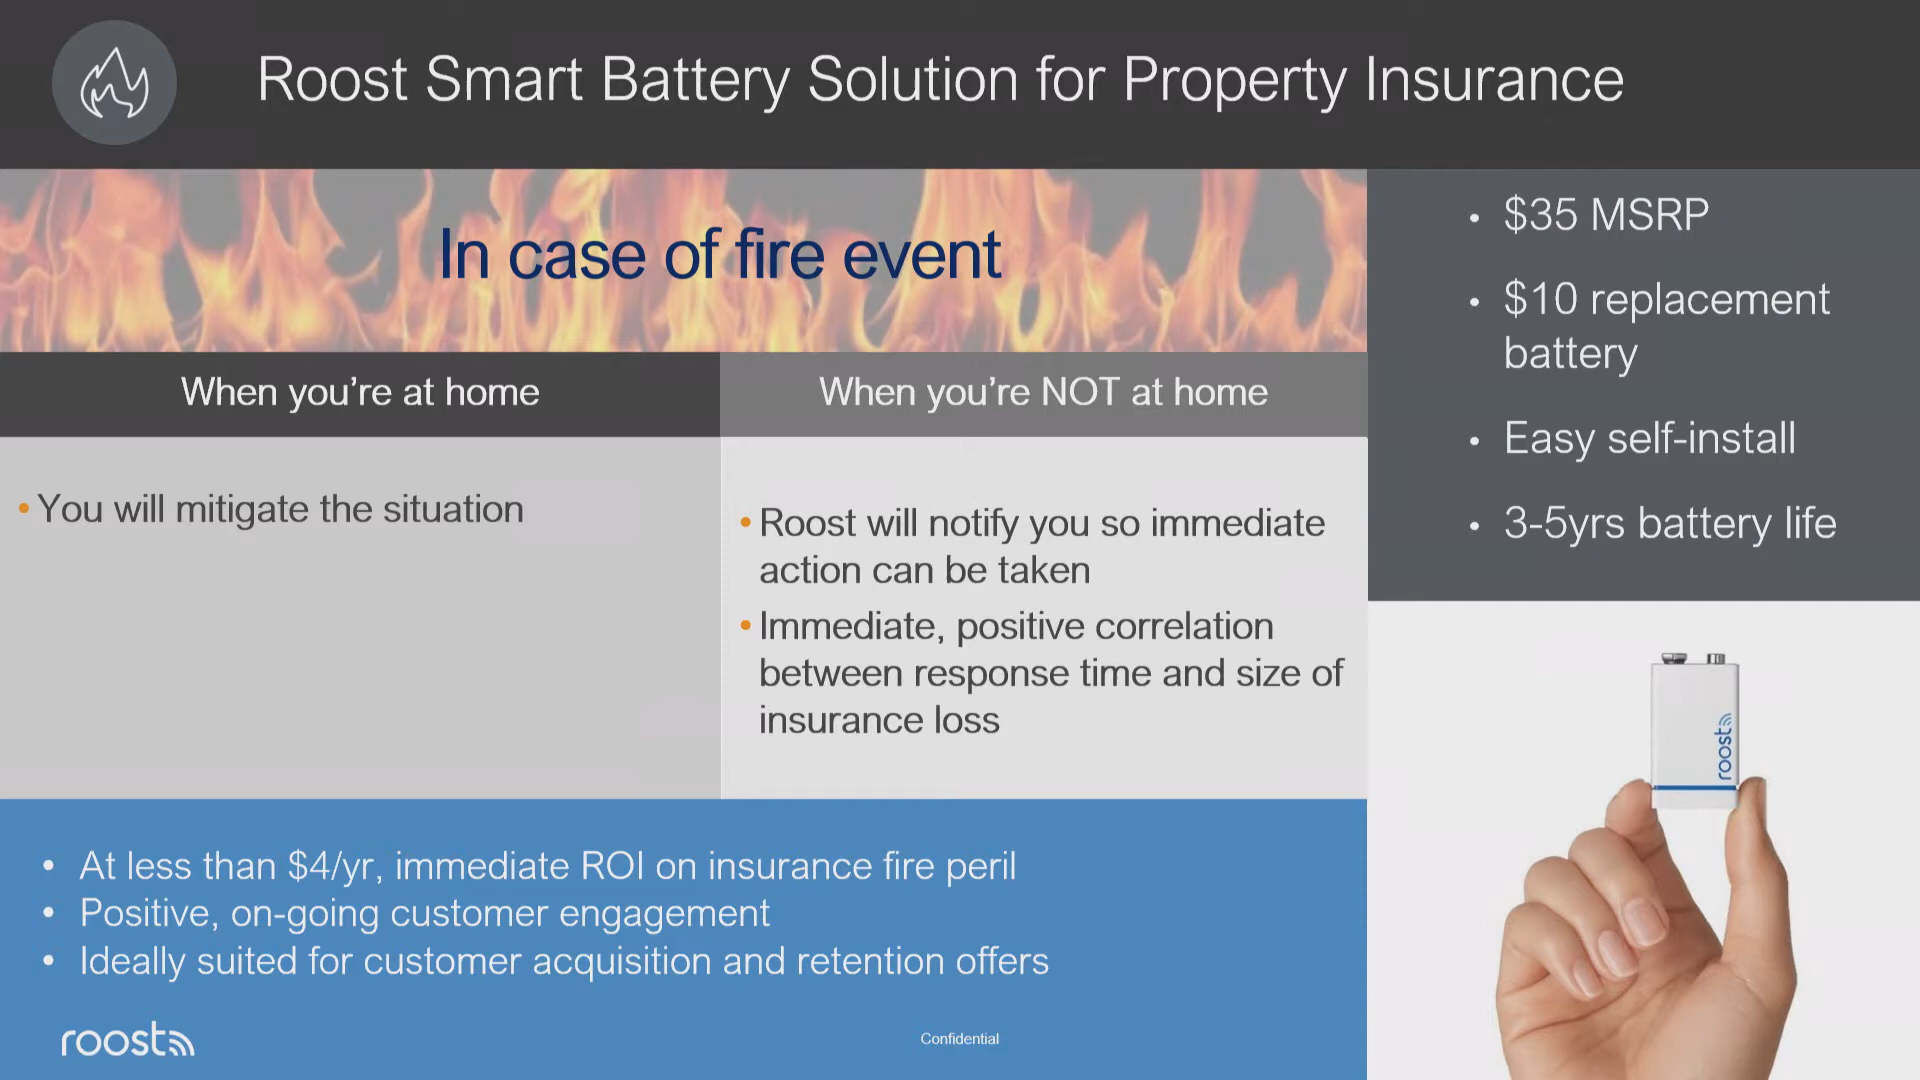 Roost Smart Battery Solution for Property Insurance
In case of fire event
When you’re at home
• You will mitigate the situation
When you’re NOT at home
• Roost will notify you so immediate
action can be taken
• Immediate, positive correlation
between response time and size of
insurance loss
• $35 MSRP
• $10 replacement
battery
• Easy self-install
• 3-5yrs battery life
roost
• At less than $4/yr, immediate ROI on insurance fire peril
• Positive, on-going customer engagement
• Ideally suited for customer acquisition and retention offers
roost
Confidential